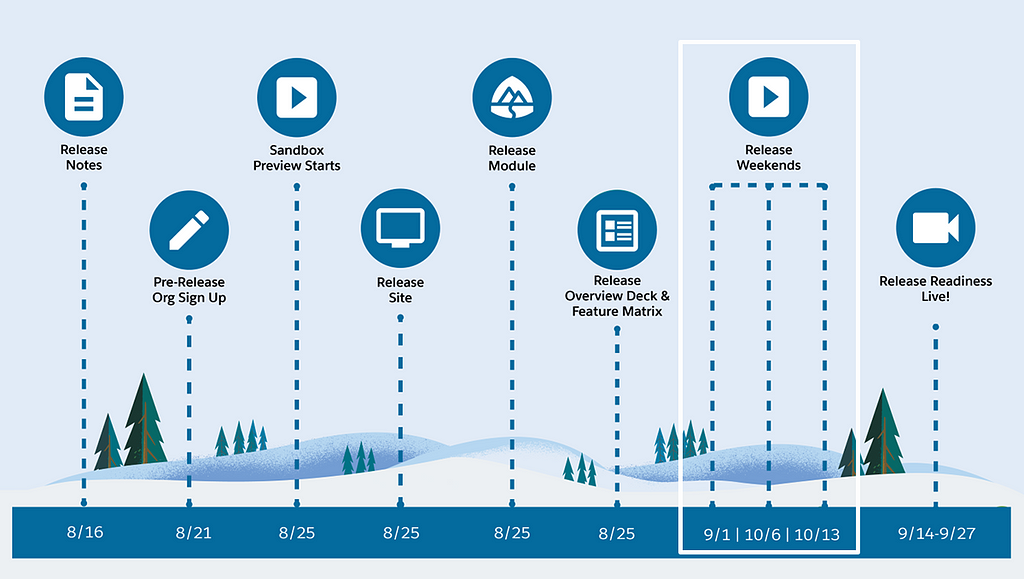 Release
Notes
Sandbox
Preview Starts
Release
Module
Release
Weekends
Pre-Release
Org Sign Up
Release
Site
Release
Overview Deck &
Feature Matrix
Release Readiness
Live!
8/16
8/21
8/25
8/25
8/25
8/25
9/1 | 10/6 | 10/13
9/14-9/27